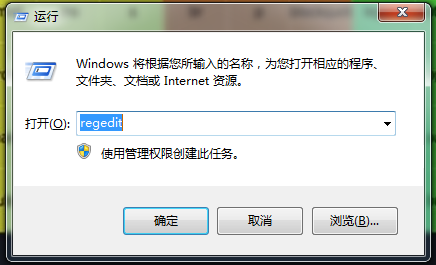 运行
Windows 将根据您所输入的名称，为您打开相应的程序、
文件夹、文档或 Internet 资源。
打开(O): regedit
使用管理权限创建此任务。
确定 取消 浏览(B)...